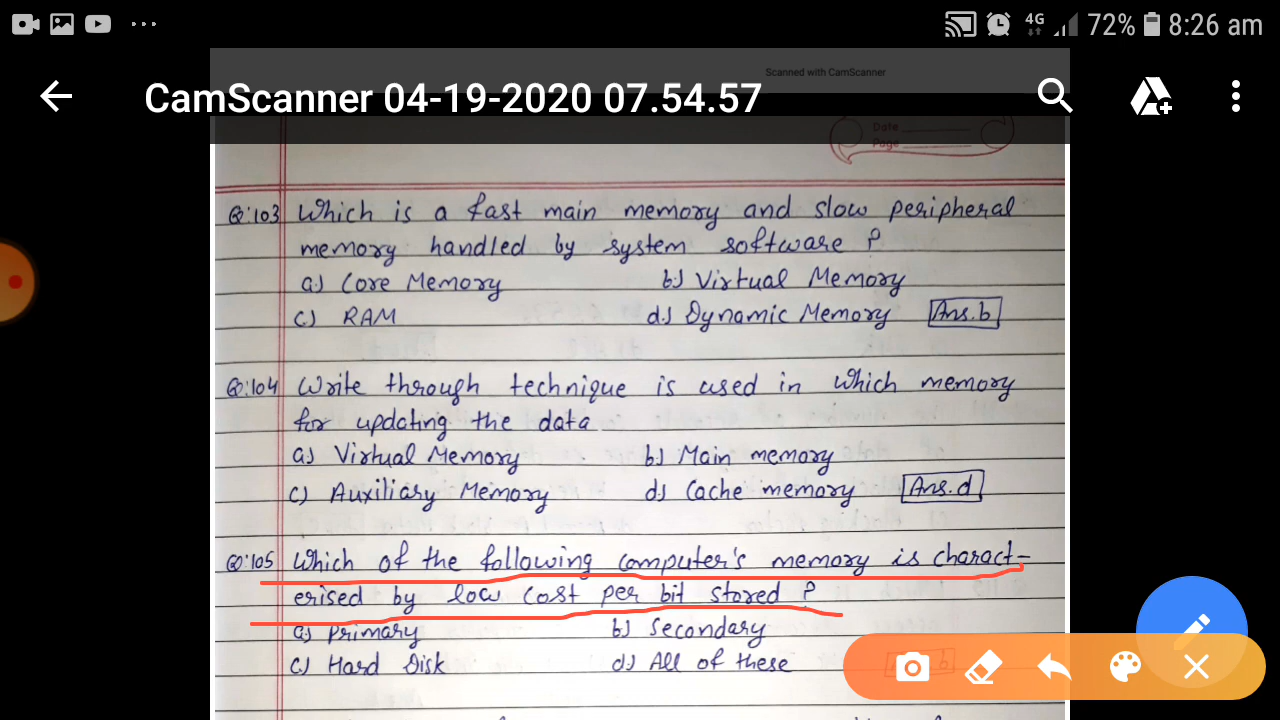 4G 72% 8:26 am
Scanned with CamScanner
CamScanner 04-19-2020 07.54.57
Date
Page
Q:103 Which is a fast main memory and slow peripheral
memory handled by system software ?
a) Core Memory b) Virtual Memory
c) RAM d) Dynamic Memory Ans.b
Q:104 Write through technique is used in which memory
for updating the data
a) Virtual Memory b) Main memory
c) Auxiliary Memory d) Cache memory Ans.d
Q:105 Which of the following computer's memory is charact-
erised by low cost per bit stored ?
a) Primary b) Secondary
c) Hard Disk d) All of these